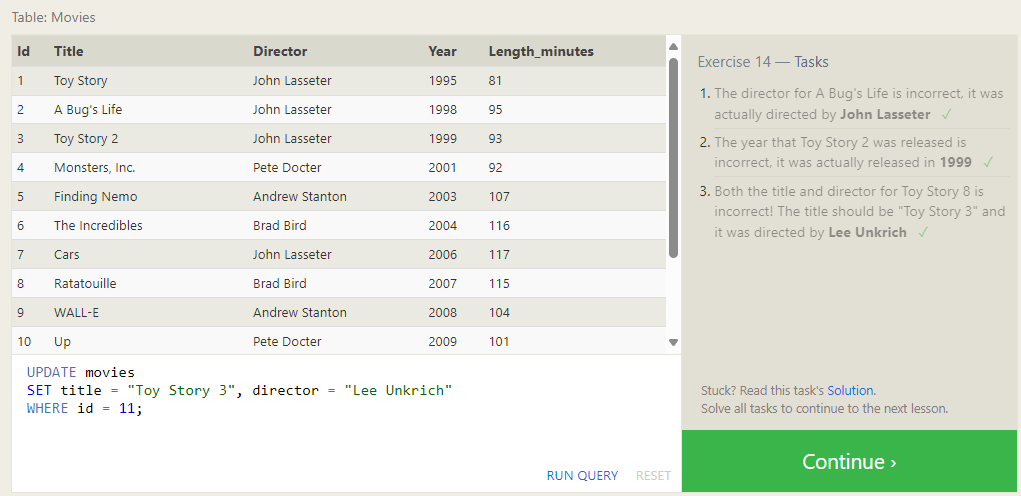 Table: Movies
Id Title Director Year Length_minutes
1 Toy Story John Lasseter 1995 81
2 A Bug's Life John Lasseter 1998 95
3 Toy Story 2 John Lasseter 1999 93
4 Monsters, Inc. Pete Docter 2001 92
5 Finding Nemo Andrew Stanton 2003 107
6 The Incredibles Brad Bird 2004 116
7 Cars John Lasseter 2006 117
8 Ratatouille Brad Bird 2007 115
9 WALL-E Andrew Stanton 2008 104
10 Up Pete Docter 2009 101
UPDATE movies
SET title = "Toy Story 3", director = "Lee Unkrich"
WHERE id = 11;
RUN QUERY RESET
Exercise 14 — Tasks
1. The director for A Bug's Life is incorrect, it was
actually directed by John Lasseter ✓
2. The year that Toy Story 2 was released is
incorrect, it was actually released in 1999 ✓
3. Both the title and director for Toy Story 8 is
incorrect! The title should be "Toy Story 3" and
it was directed by Lee Unkrich ✓
Stuck? Read this task's Solution.
Solve all tasks to continue to the next lesson.
Continue ›